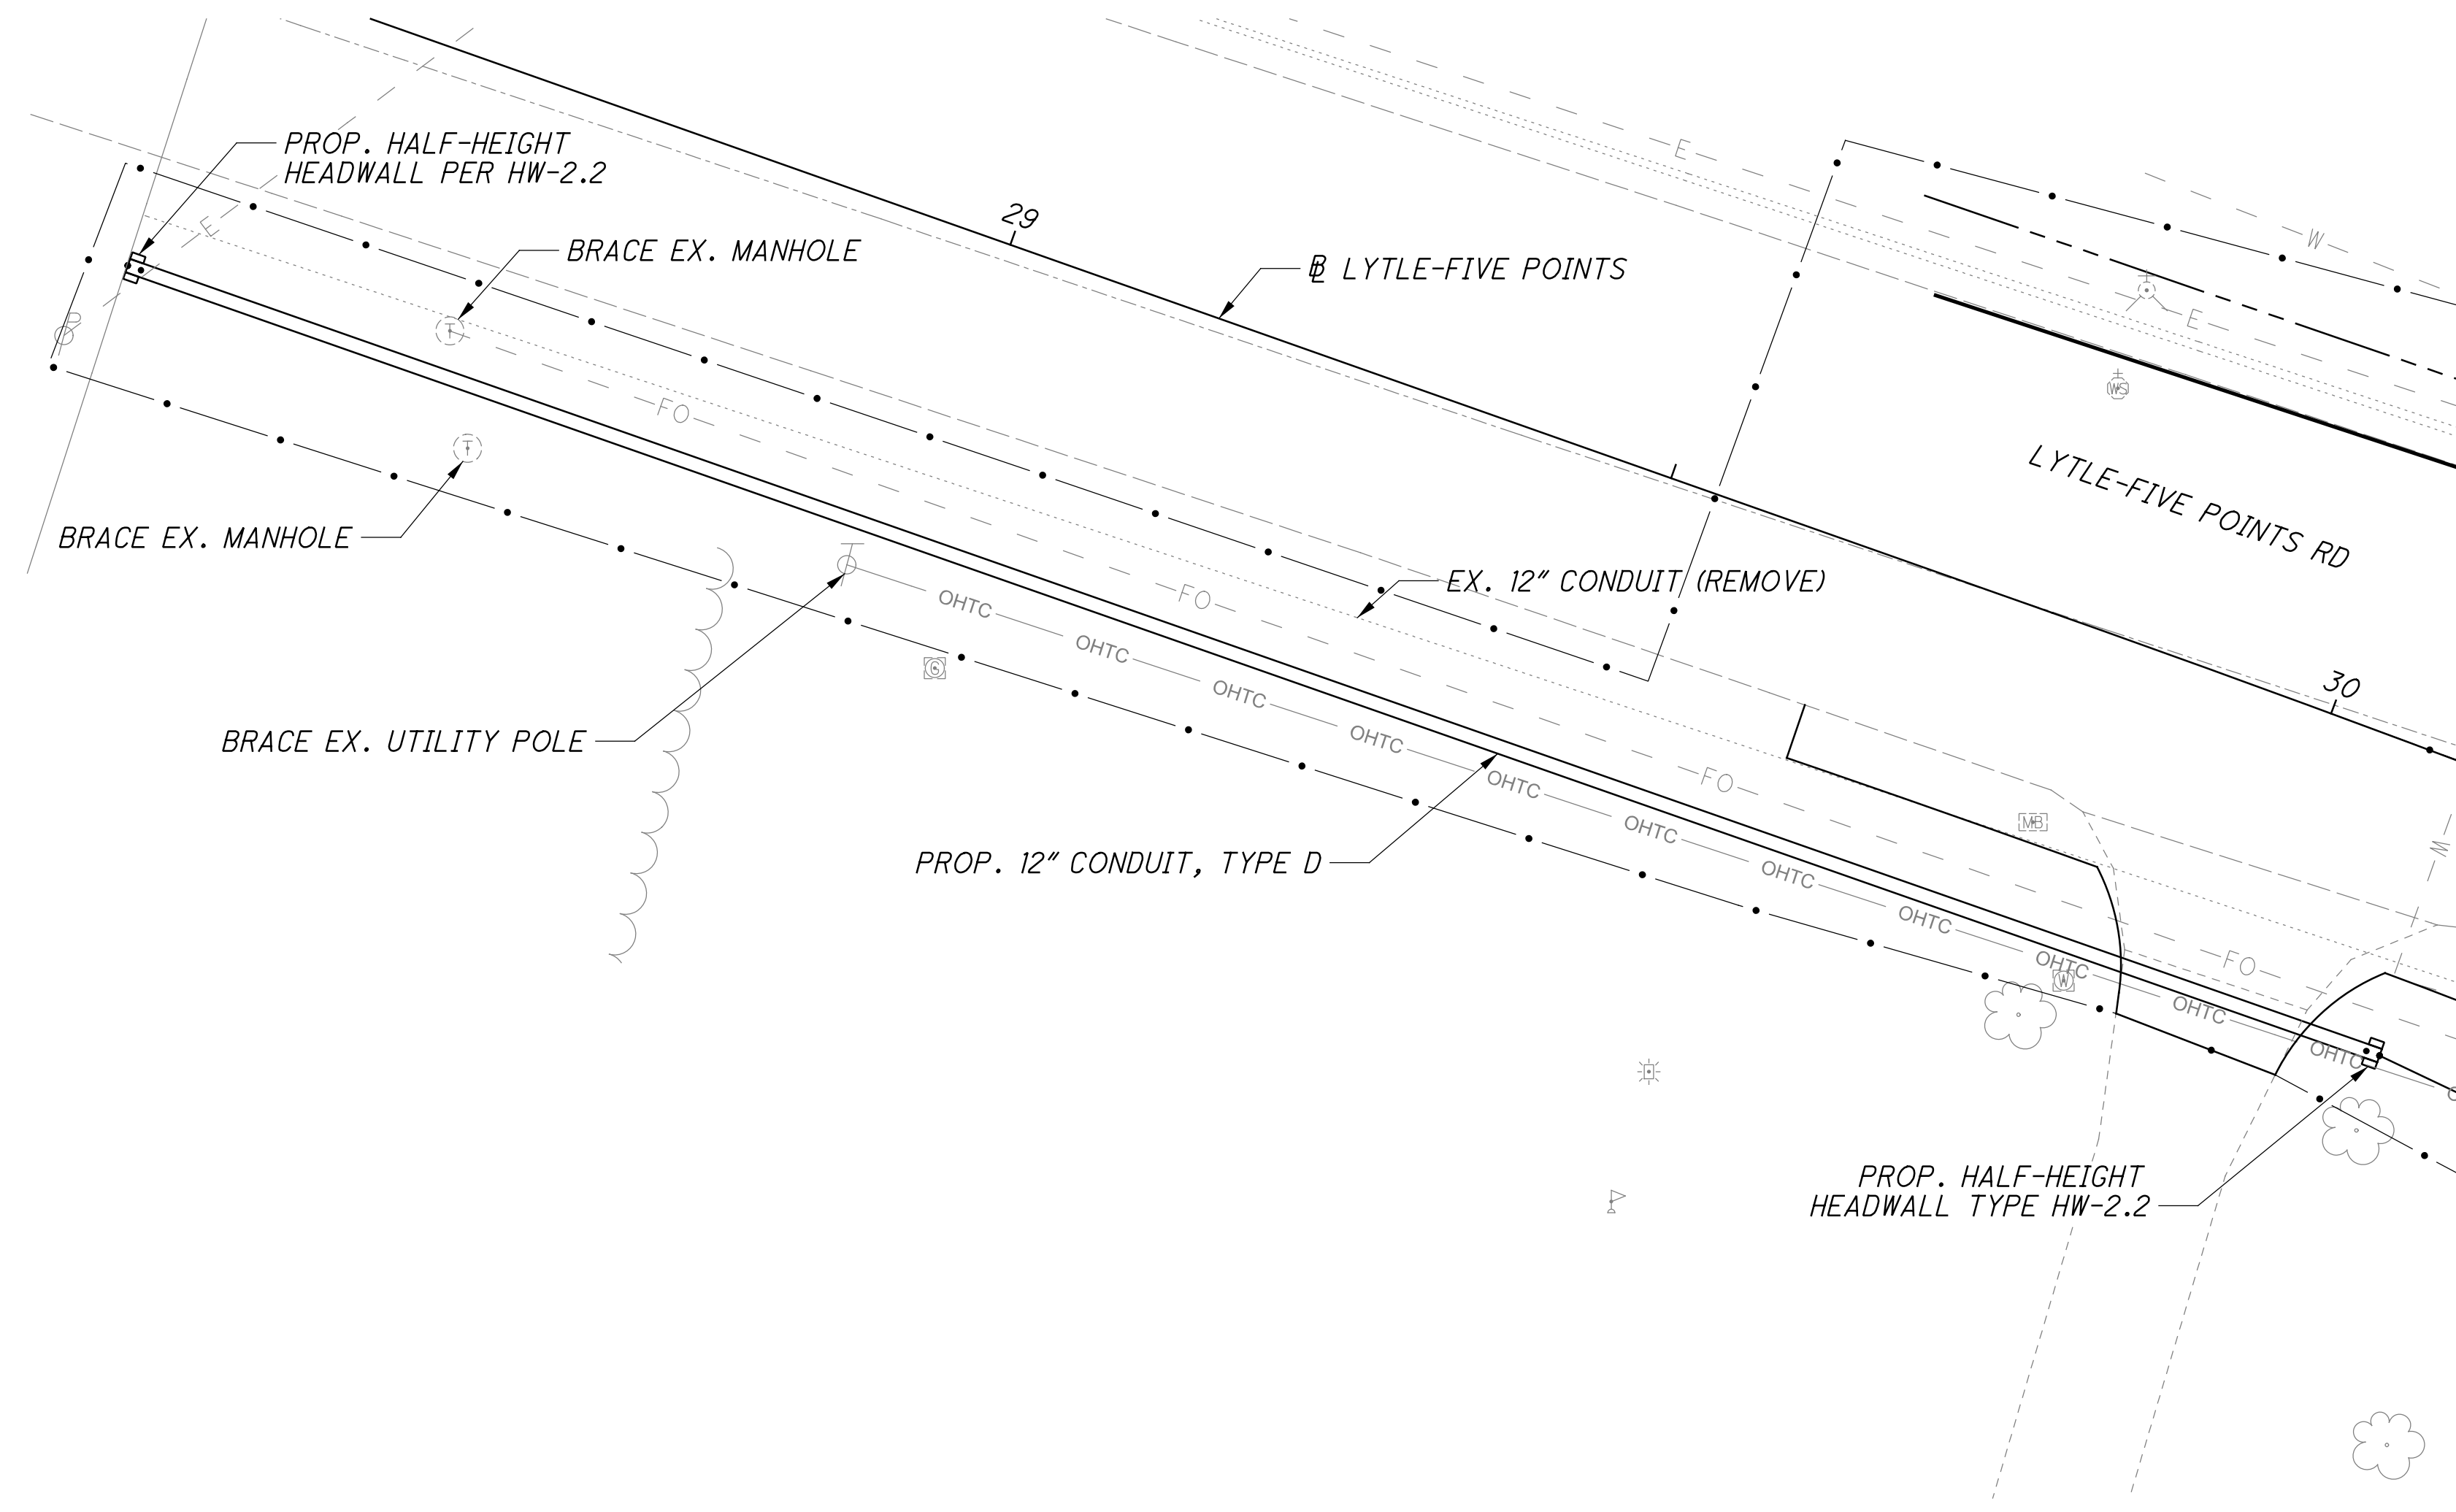 PROP. HALF-HEIGHT
HEADWALL PER HW-2.2
E
BRACE EX. MANHOLE
29
℄ LYTLE-FIVE POINTS
E
W
E
WS
LYTLE-FIVE POINTS RD
P
T
T
FO
BRACE EX. MANHOLE
EX. 12" CONDUIT (REMOVE)
FO
OHTC
OHTC
OHTC
OHTC
OHTC
OHTC
OHTC
OHTC
OHTC
OHTC
OHTC
G
30
BRACE EX. UTILITY POLE
FO
MB
W
PROP. 12" CONDUIT, TYPE D
FO
W
PROP. HALF-HEIGHT
HEADWALL TYPE HW-2.2